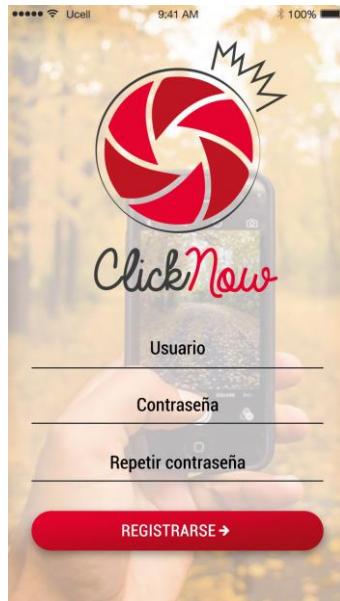 Ucell 9:41 AM 100%
ClickNow
Usuario
Contraseña
Repetir contraseña
REGISTRARSE →